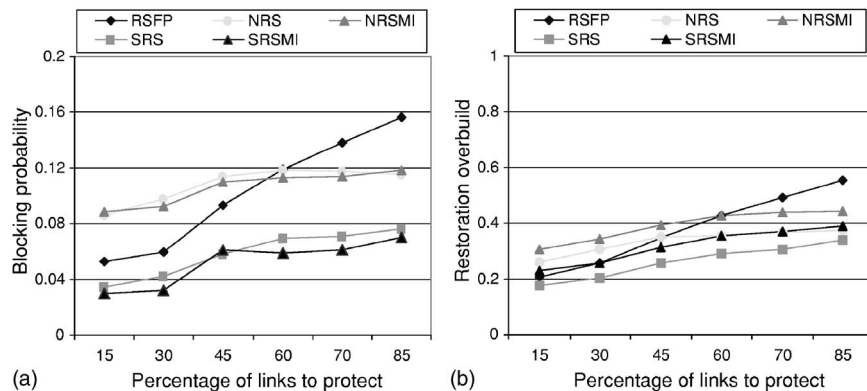 RSFP NRS NRSMI
SRS SRSMI
0.2
0.16
0.12
0.08
0.04
0
Blocking probability
15 30 45 60 70 85
(a) Percentage of links to protect
RSFP NRS NRSMI
SRS SRSMI
1
0.8
0.6
0.4
0.2
0
Restoration overbuild
15 30 45 60 70 85
(b) Percentage of links to protect